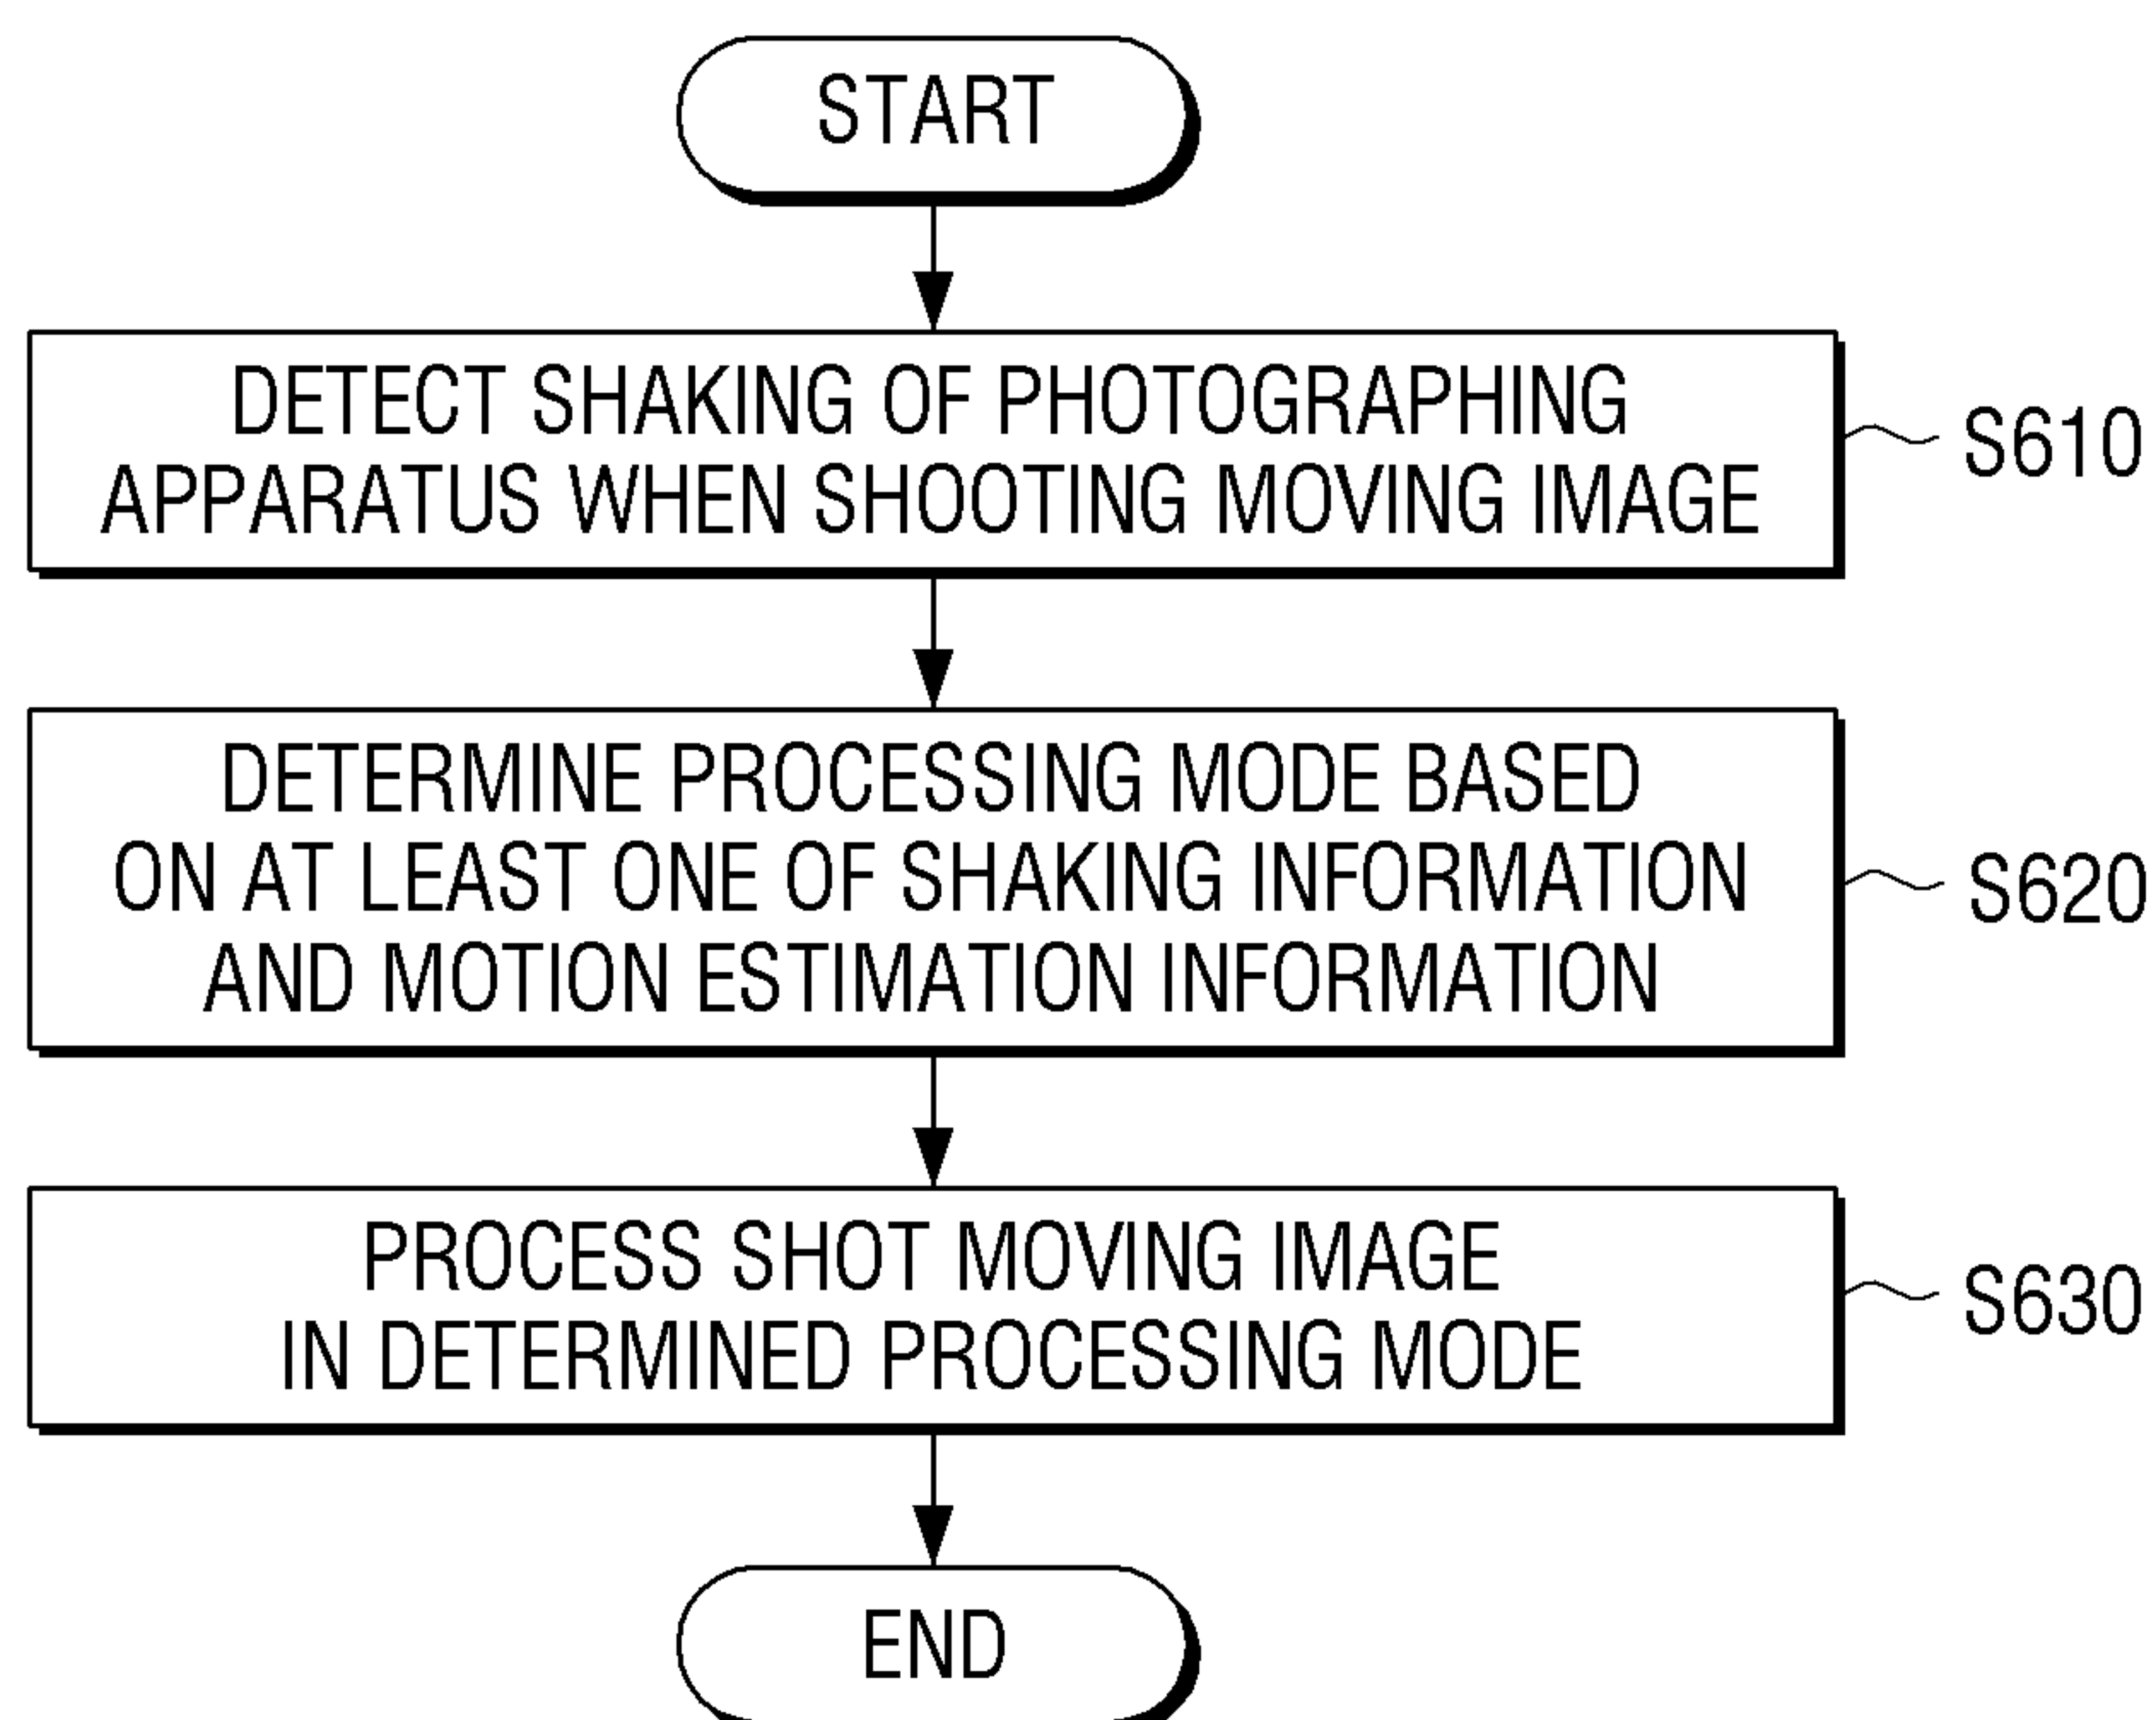 START
DETECT SHAKING OF PHOTOGRAPHING
APPARATUS WHEN SHOOTING MOVING IMAGE
S610
DETERMINE PROCESSING MODE BASED
ON AT LEAST ONE OF SHAKING INFORMATION
AND MOTION ESTIMATION INFORMATION
S620
PROCESS SHOT MOVING IMAGE
IN DETERMINED PROCESSING MODE
S630
END